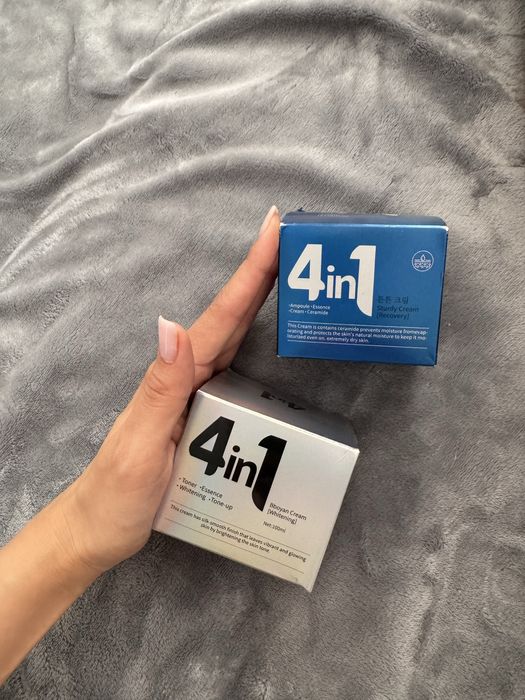 4in1
•Ampoule •Essence
•Cream •Ceramide
튼튼 크림
Sturdy Cream
[Recovery]
This Cream is contains ceramide prevents moisture fromevap
orating and protects the skin's natural moisture to keep it mo-
isturized even on, extremely dry skin.
4in1
• Toner •Essence
• Whitening •Tone-up
Bboyan Cream
[Whitening]
Net.100ml
This cream has silk-smooth finish that leaves vibrant and glowing
skin by brightening the skin tone